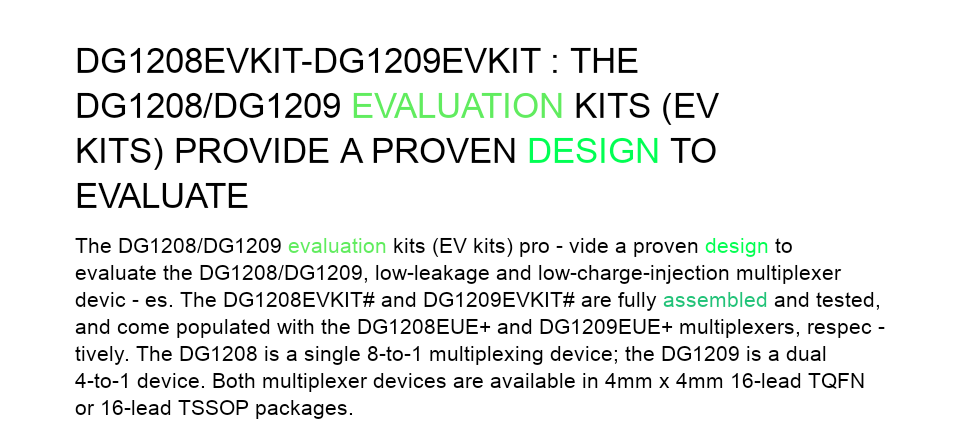 DG1208EVKIT-DG1209EVKIT : THE
DG1208/DG1209 EVALUATION KITS (EV
KITS) PROVIDE A PROVEN DESIGN TO
EVALUATE
The DG1208/DG1209 evaluation kits (EV kits) pro - vide a proven design to
evaluate the DG1208/DG1209, low-leakage and low-charge-injection multiplexer
devic - es. The DG1208EVKIT# and DG1209EVKIT# are fully assembled and tested,
and come populated with the DG1208EUE+ and DG1209EUE+ multiplexers, respec -
tively. The DG1208 is a single 8-to-1 multiplexing device; the DG1209 is a dual
4-to-1 device. Both multiplexer devices are available in 4mm x 4mm 16-lead TQFN
or 16-lead TSSOP packages.